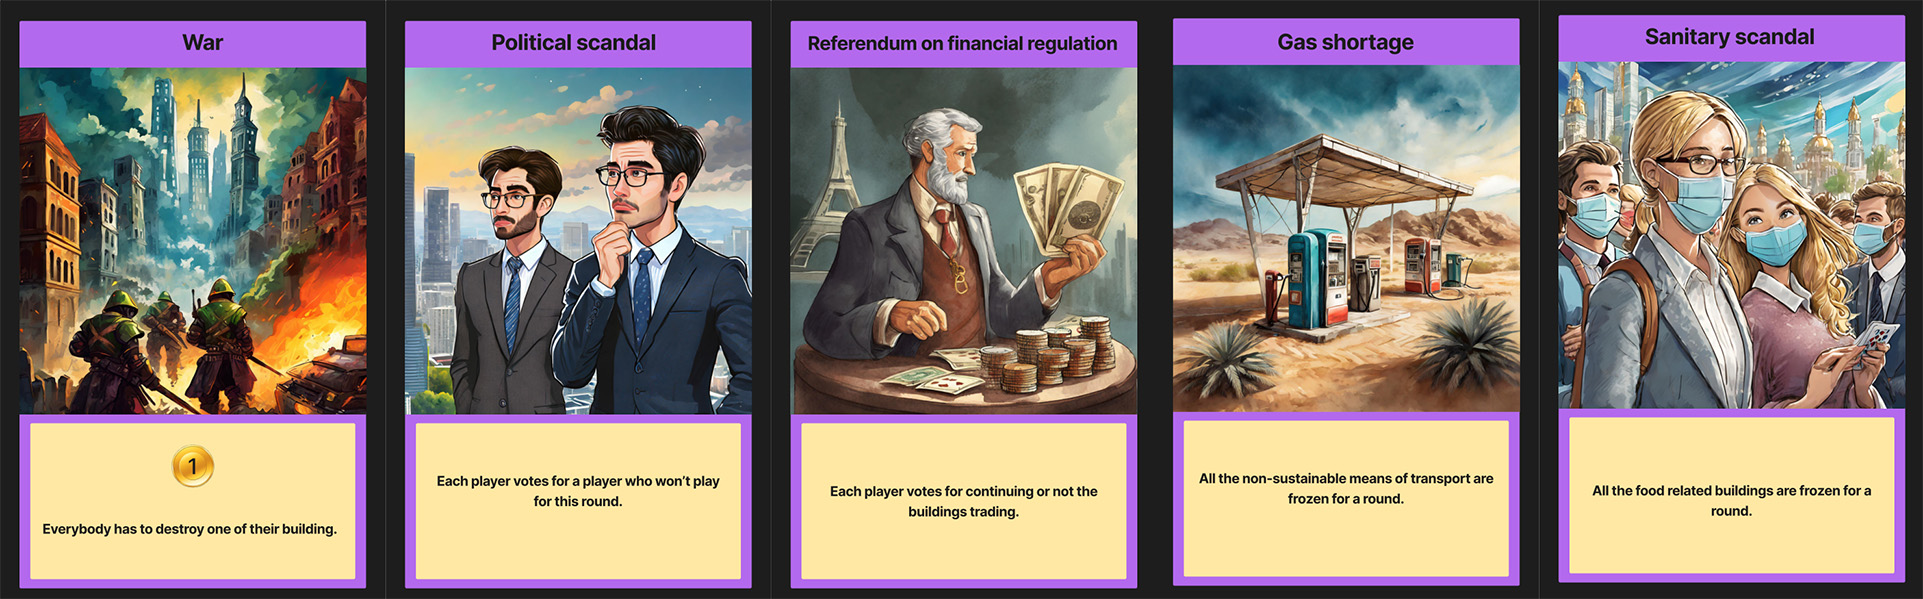 War
1
Everybody has to destroy one of their building.
Political scandal
Each player votes for a player who won't play
for this round.
Referendum on financial regulation
Each player votes for continuing or not the
buildings trading.
Gas shortage
All the non-sustainable means of transport are
frozen for a round.
Sanitary scandal
All the food related buildings are frozen for a
round.